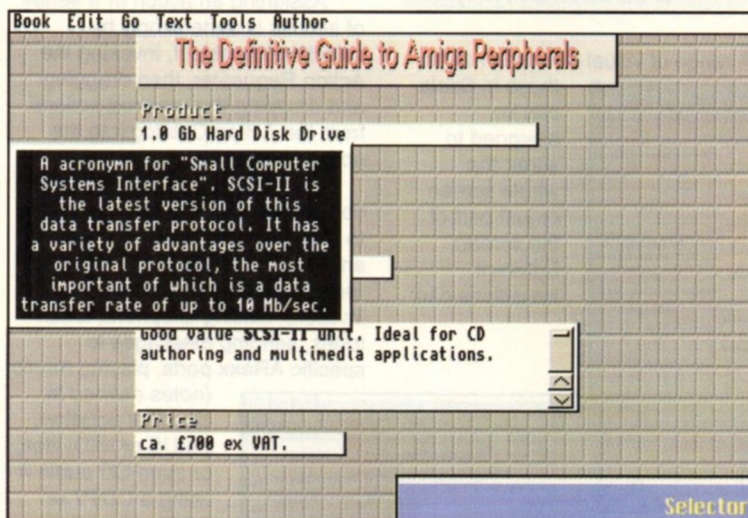 Book Edit Go Text Tools Author
The Definitive Guide to Amiga Peripherals
Product
1.0 Gb Hard Disk Drive
A acronymn for "Small Computer
Systems Interface". SCSI-II is
the latest version of this
data transfer protocol. It has
a variety of advantages over the
original protocol, the most
important of which is a data
transfer rate of up to 10 Mb/sec.
Good value SCSI-II unit. Ideal for CD
authoring and multimedia applications.
Price
ca. £700 ex VAT.
Selector